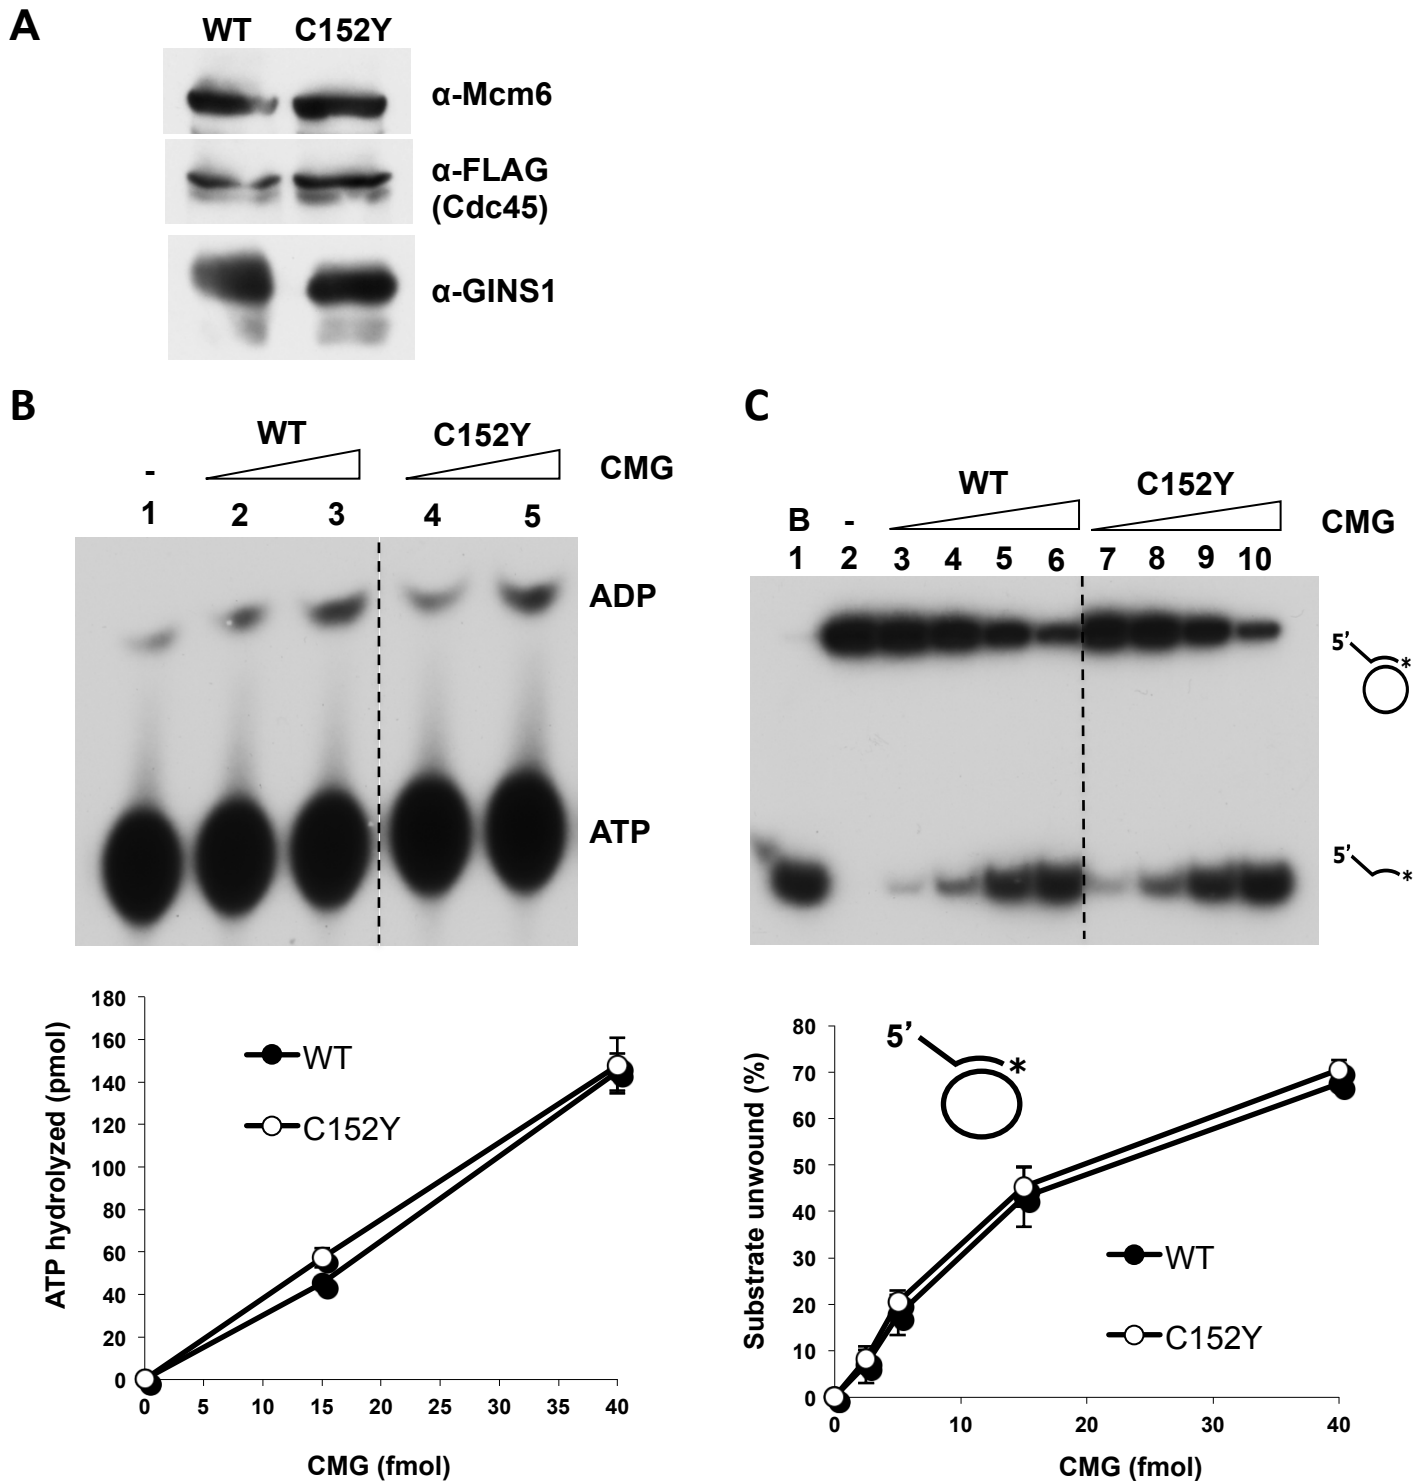 A
WT C152Y
α-Mcm6
α-FLAG
(Cdc45)
α-GINS1
B
- WT C152Y CMG
1 2 3 4 5
ADP
ATP
180
160
140
120
100
80
60
40
20
0
0 5 10 15 20 25 30 35 40
ATP hydrolyzed (pmol)
WT
C152Y
CMG (fmol)
C
B - WT C152Y CMG
1 2 3 4 5 6 7 8 9 10
5’ *
5’ *
80
70
60
50
40
30
20
10
0
0 10 20 30 40
Substrate unwound (%)
5’ *
WT
C152Y
CMG (fmol)